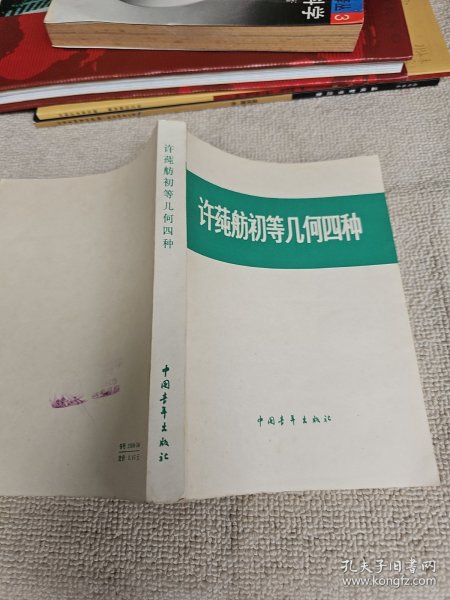 许莼舫初等几何四种
中国青年出版社
许莼舫初等几何四种
中国青年出版社
孔夫子旧书网
www.kongfz.com
3